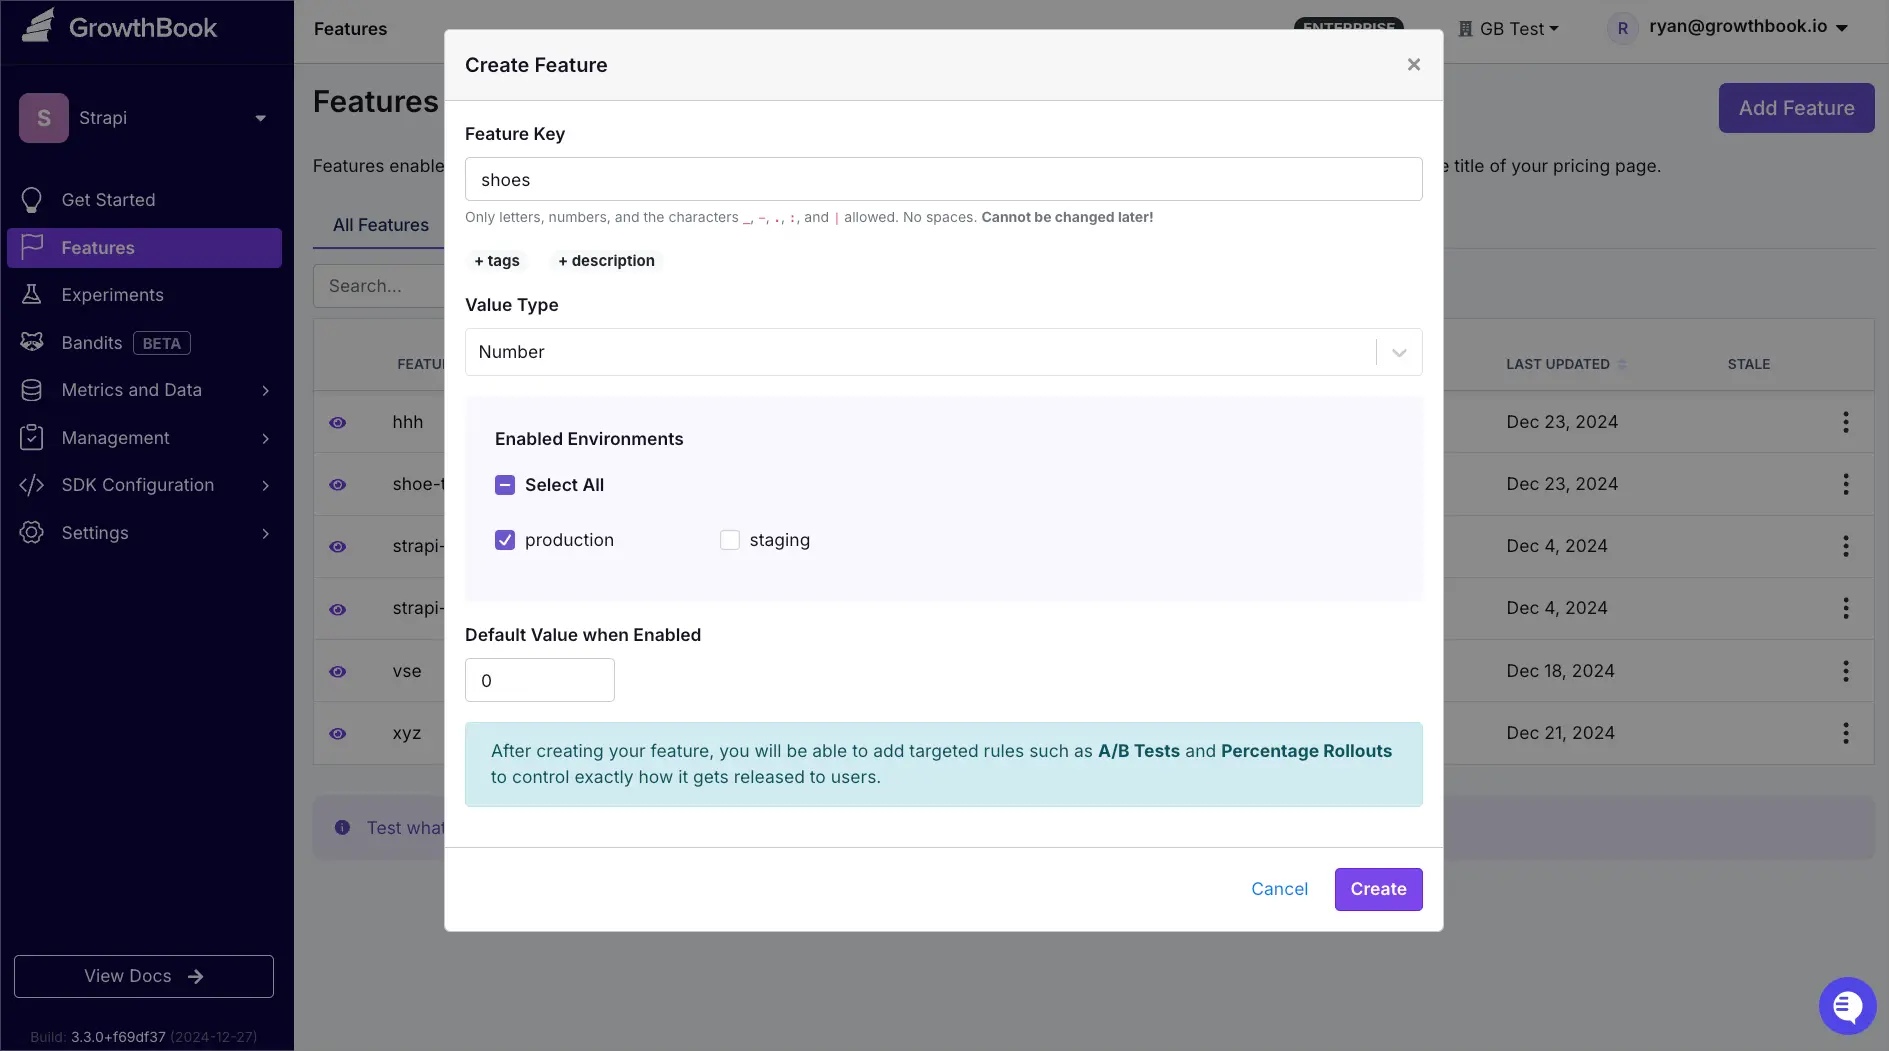 GrowthBook
Features
ENTERPRISE
GB Test
R
ryan@growthbook.io
S
Strapi
Get Started
Features
Experiments
Bandits
BETA
Metrics and Data
Management
SDK Configuration
Settings
View Docs
Build: 3.3.0+f69df37 (2024-12-27)
Features
Add Feature
Features enable
e title of your pricing page.
All Features
Search...
FEATU
LAST UPDATED
STALE
hhh
Dec 23, 2024
shoe-t
Dec 23, 2024
strapi-
Dec 4, 2024
strapi-
Dec 4, 2024
vse
Dec 18, 2024
xyz
Dec 21, 2024
Test what
Create Feature
×
Feature Key
shoes
Only letters, numbers, and the characters _, -, ., :, and | allowed. No spaces. Cannot be changed later!
+ tags
+ description
Value Type
Number
Enabled Environments
Select All
production
staging
Default Value when Enabled
0
After creating your feature, you will be able to add targeted rules such as A/B Tests and Percentage Rollouts
to control exactly how it gets released to users.
Cancel
Create